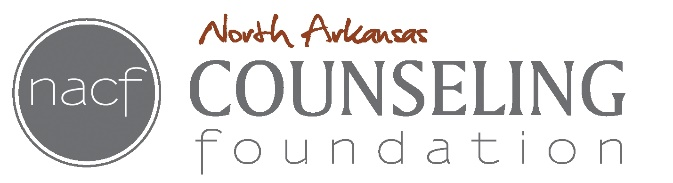 nacf
North Arkansas
COUNSELING
foundation